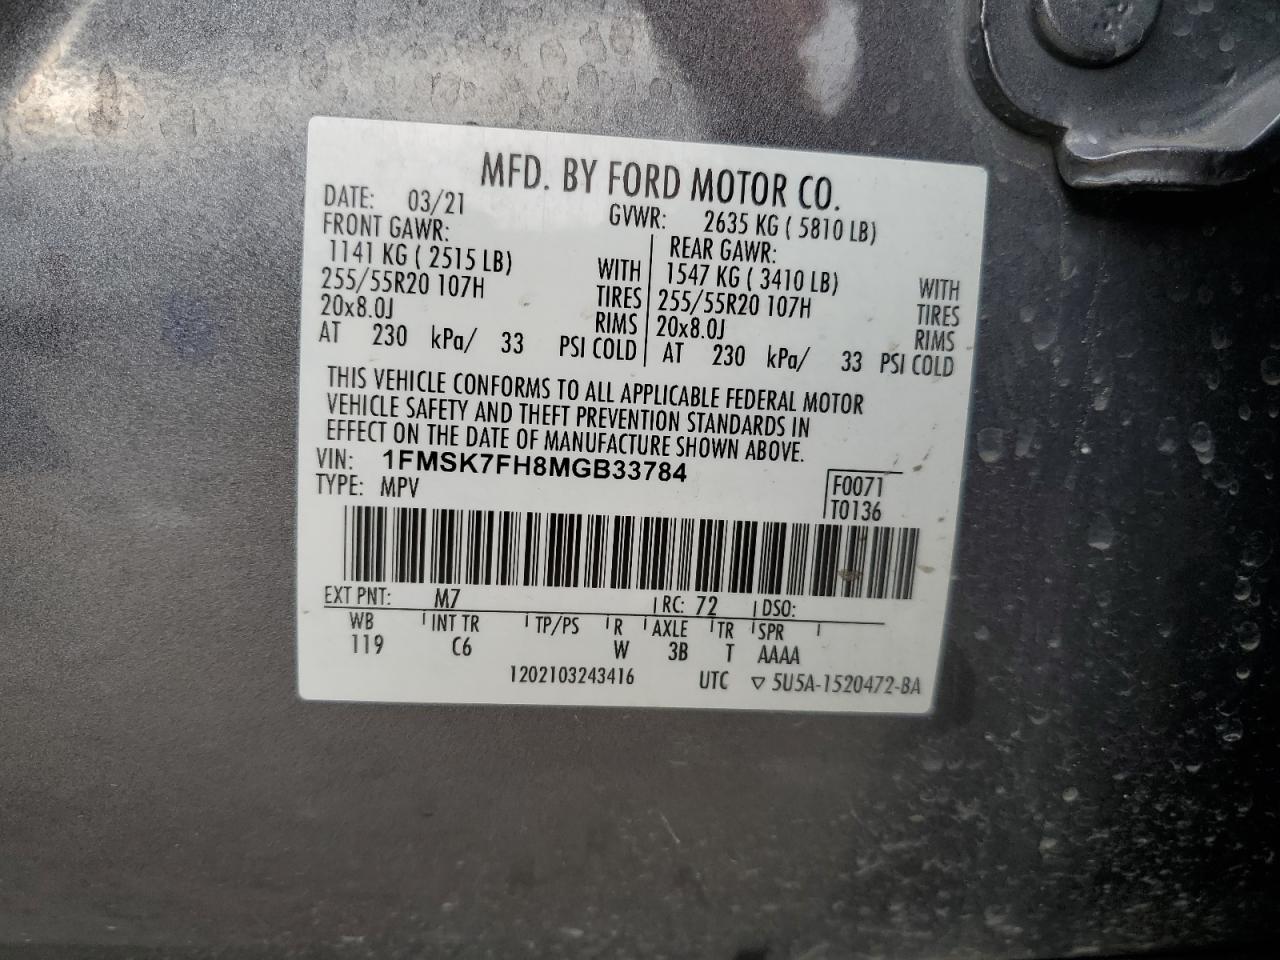 MFD. BY FORD MOTOR CO.
DATE: 03/21 GVWR: 2635 KG ( 5810 LB)
FRONT GAWR: REAR GAWR:
1141 KG ( 2515 LB) WITH 1547 KG ( 3410 LB) WITH
255/55R20 107H TIRES 255/55R20 107H TIRES
20x8.0J RIMS 20x8.0J RIMS
AT 230 kPa/ 33 PSI COLD AT 230 kPa/ 33 PSI COLD
THIS VEHICLE CONFORMS TO ALL APPLICABLE FEDERAL MOTOR
VEHICLE SAFETY AND THEFT PREVENTION STANDARDS IN
EFFECT ON THE DATE OF MANUFACTURE SHOWN ABOVE.
VIN: 1FMSK7FH8MGB33784
TYPE: MPV
F0071
T0136
EXT PNT: M7 RC: 72 DSO:
WB INT TR TP/PS R AXLE TR SPR
119 C6 W 3B T AAAA
1202103243416 UTC ▽ 5U5A-1520472-BA